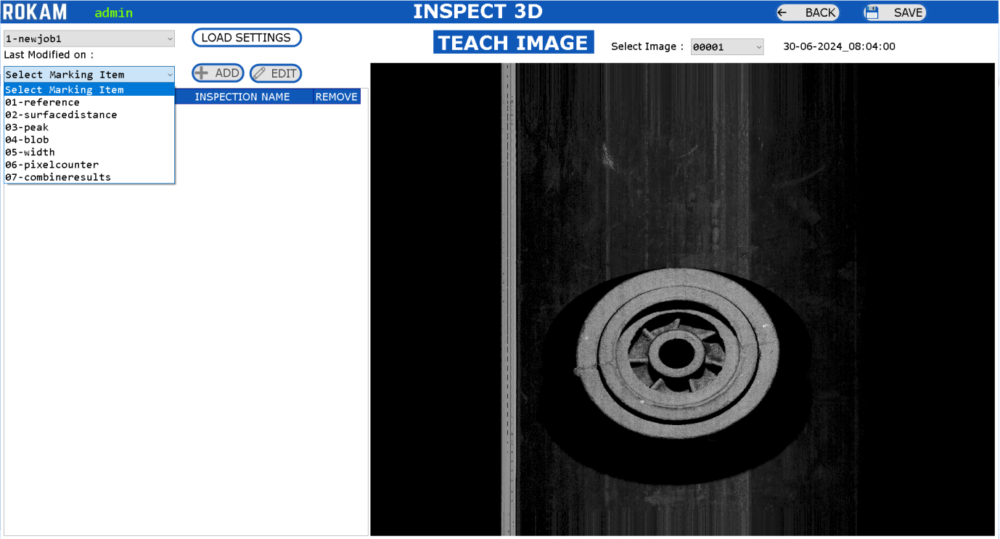 ROKAM admin INSPECT 3D BACK SAVE
1-newjob1 LOAD SETTINGS TEACH IMAGE Select Image : 00001 30-06-2024_08:04:00
Last Modified on :
Select Marking Item ADD EDIT
Select Marking Item INSPECTION NAME REMOVE
01-reference
02-surfacedistance
03-peak
04-blob
05-width
06-pixelcounter
07-combineresults